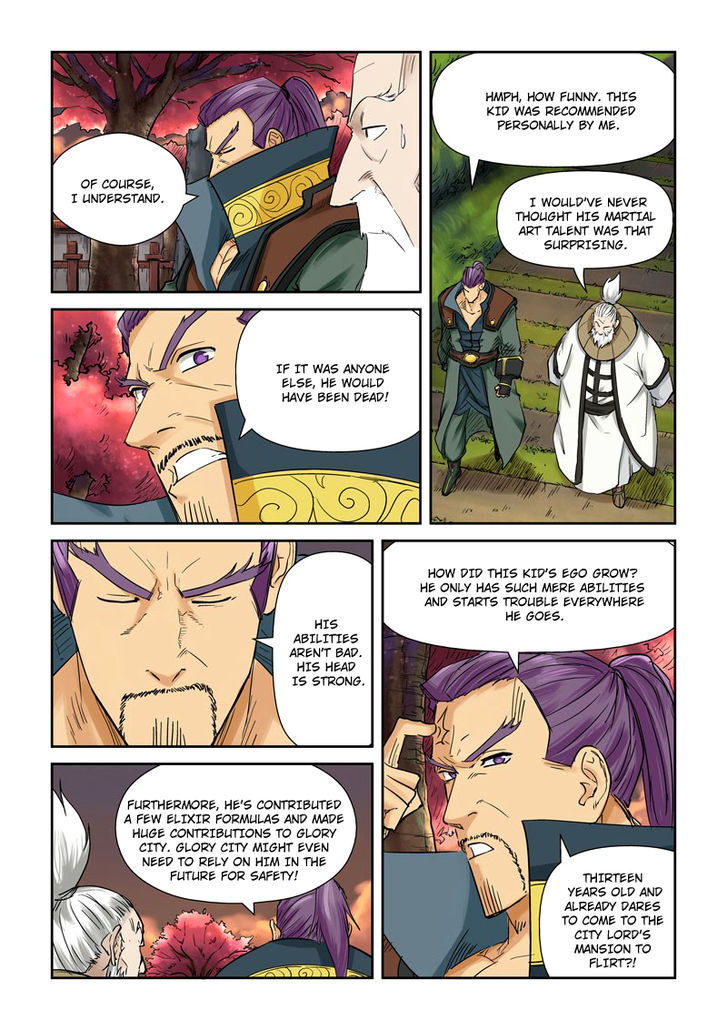 OF COURSE,
I UNDERSTAND.
HMPH, HOW FUNNY. THIS
KID WAS RECOMMENDED
PERSONALLY BY ME.
I WOULD'VE NEVER
THOUGHT HIS MARTIAL
ART TALENT WAS THAT
SURPRISING.
IF IT WAS ANYONE
ELSE, HE WOULD
HAVE BEEN DEAD!
HIS
ABILITIES
AREN'T BAD.
HIS HEAD
IS STRONG.
HOW DID THIS KID'S EGO GROW?
HE ONLY HAS SUCH MERE ABILITIES
AND STARTS TROUBLE EVERYWHERE
HE GOES.
THIRTEEN
YEARS OLD AND
ALREADY DARES
TO COME TO THE
CITY LORD'S
MANSION TO
FLIRT?!
FURTHERMORE, HE'S CONTRIBUTED
A FEW ELIXIR FORMULAS AND MADE
HUGE CONTRIBUTIONS TO GLORY
CITY. GLORY CITY MIGHT EVEN
NEED TO RELY ON HIM IN THE
FUTURE FOR SAFETY!